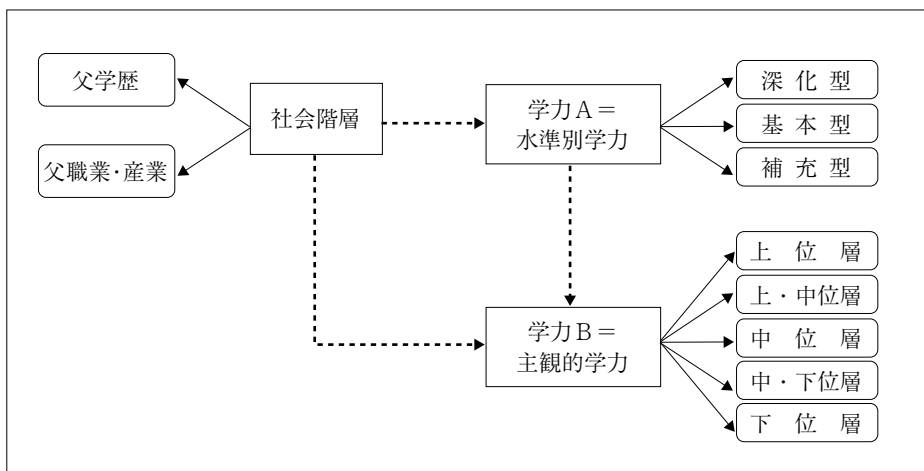 父学歴
父職業・産業
社会階層
学力A＝
水準別学力
深化型
基本型
補充型
学力B＝
主観的学力
上位層
上・中位層
中位層
中・下位層
下位層